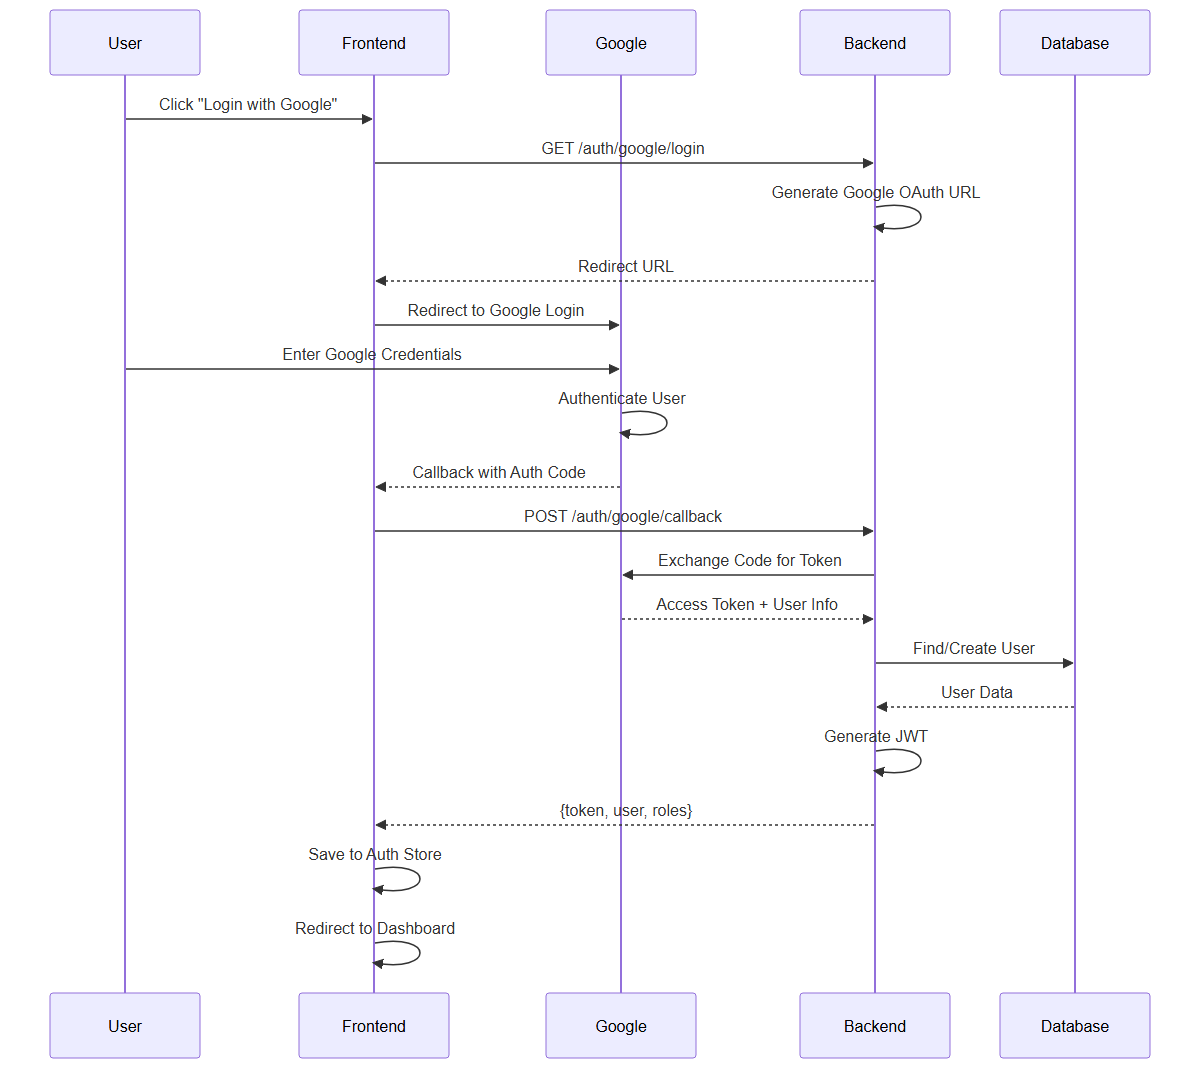 User
Frontend
Google
Backend
Database
Click "Login with Google"
GET /auth/google/login
Generate Google OAuth URL
Redirect URL
Redirect to Google Login
Enter Google Credentials
Authenticate User
Callback with Auth Code
POST /auth/google/callback
Exchange Code for Token
Access Token + User Info
Find/Create User
User Data
Generate JWT
{token, user, roles}
Save to Auth Store
Redirect to Dashboard
User
Frontend
Google
Backend
Database